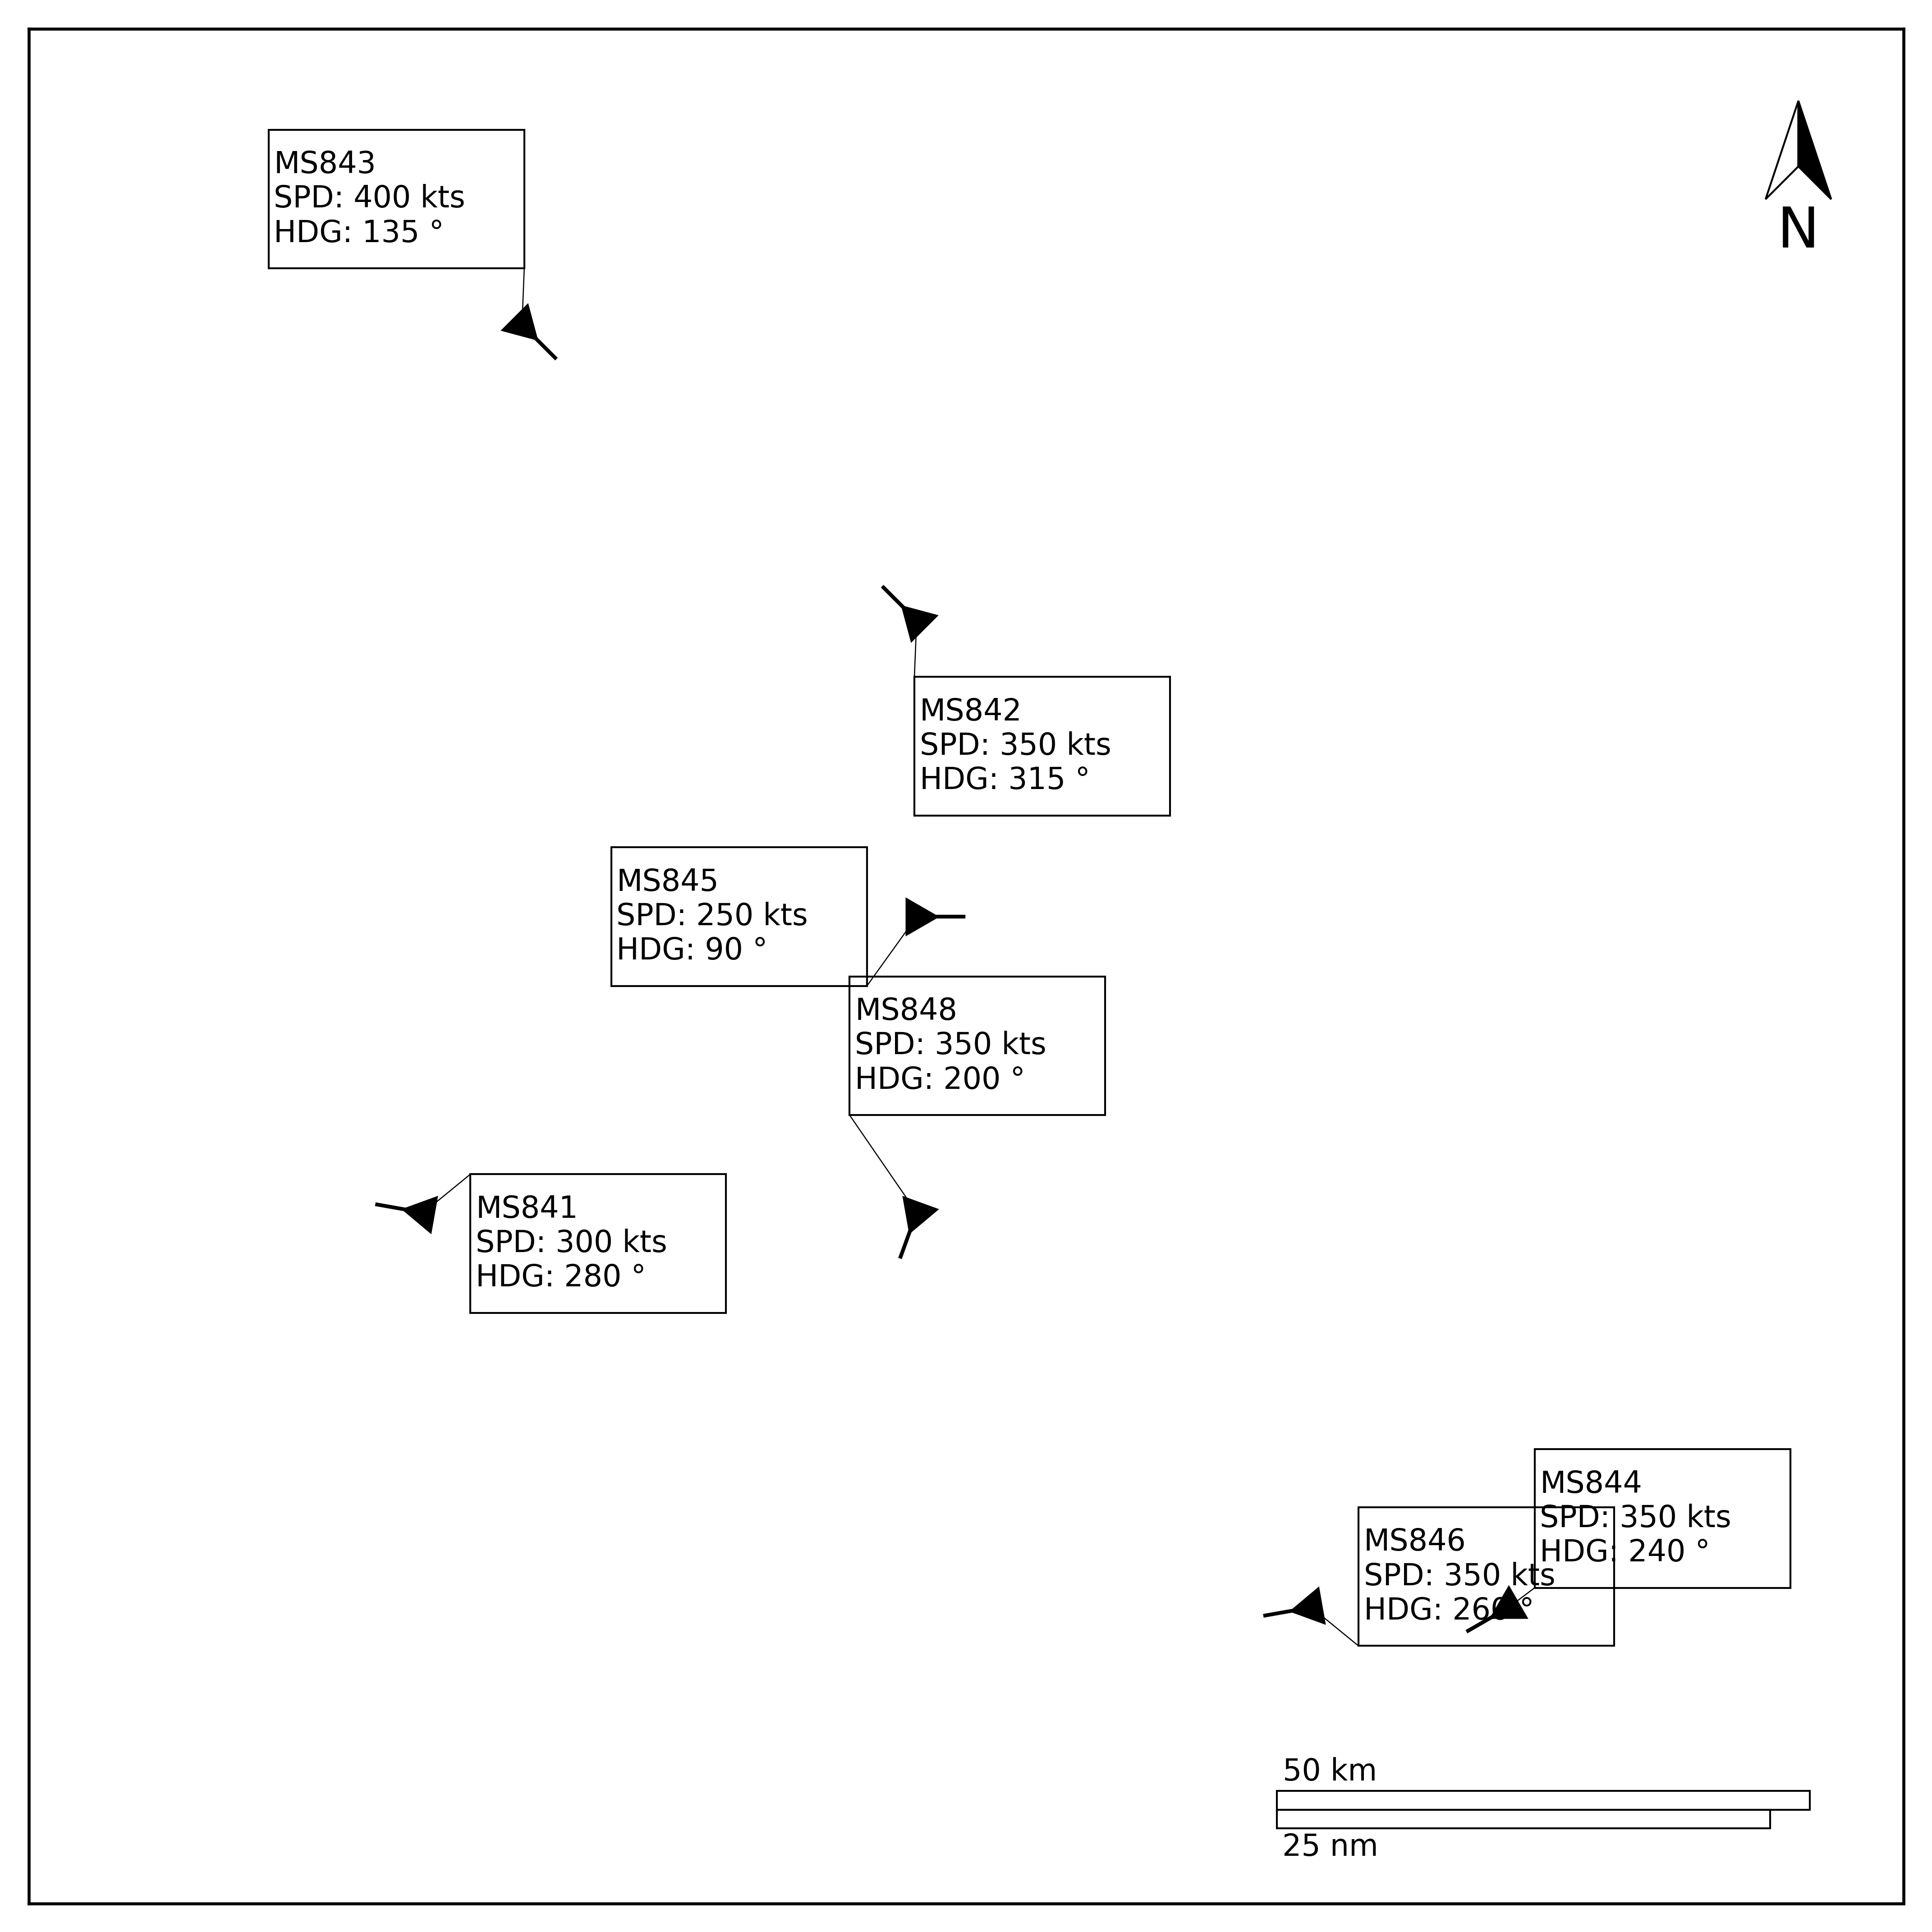 MS843
SPD: 400 kts
HDG: 135 °
N
MS842
SPD: 350 kts
HDG: 315 °
MS845
SPD: 250 kts
HDG: 90 °
MS848
SPD: 350 kts
HDG: 200 °
MS841
SPD: 300 kts
HDG: 280 °
MS844
SPD: 350 kts
HDG: 240 °
MS846
SPD: 350 kts
HDG: 260 °
50 km
25 nm